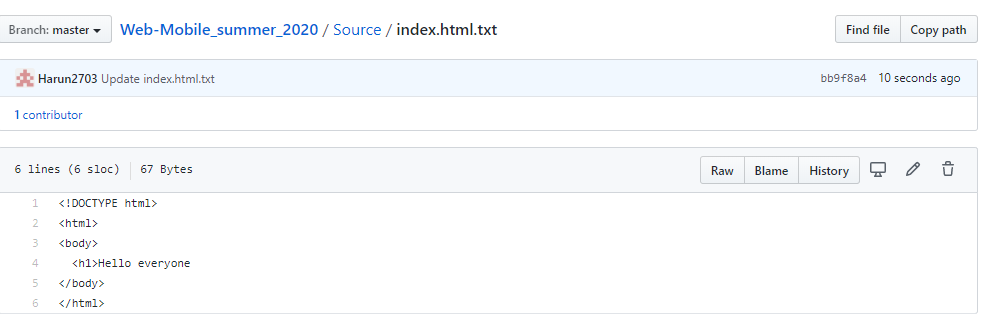 Branch: master Web-Mobile_summer_2020 / Source / index.html.txt Find file Copy path
Harun2703 Update index.html.txt bb9f8a4 10 seconds ago
1 contributor
6 lines (6 sloc) 67 Bytes Raw Blame History
1 <!DOCTYPE html>
2 <html>
3 <body>
4 <h1>Hello everyone
5 </body>
6 </html>